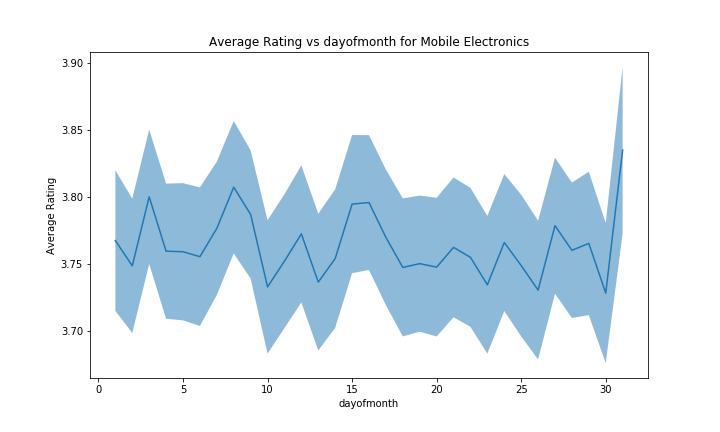 Average Rating vs dayofmonth for Mobile Electronics
3.90
3.85
3.80
3.75
3.70
Average Rating
0 5 10 15 20 25 30
dayofmonth